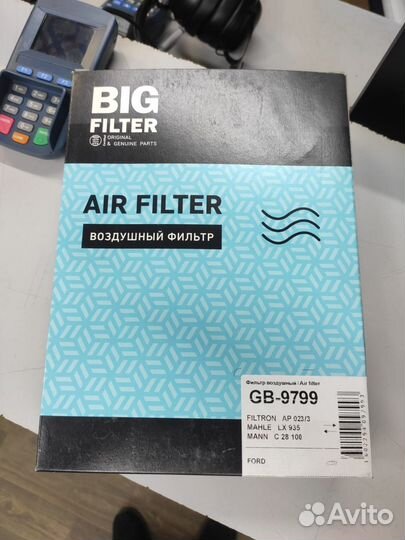 BIG
FILTER
ORIGINAL
& GENUINE PARTS
AIR FILTER
ВОЗДУШНЫЙ ФИЛЬТР
Фильтр воздушный / Air filter
GB-9799
FILTRON AP 023/3
MAHLE LX 935
MANN C 28 100
FORD
Avito